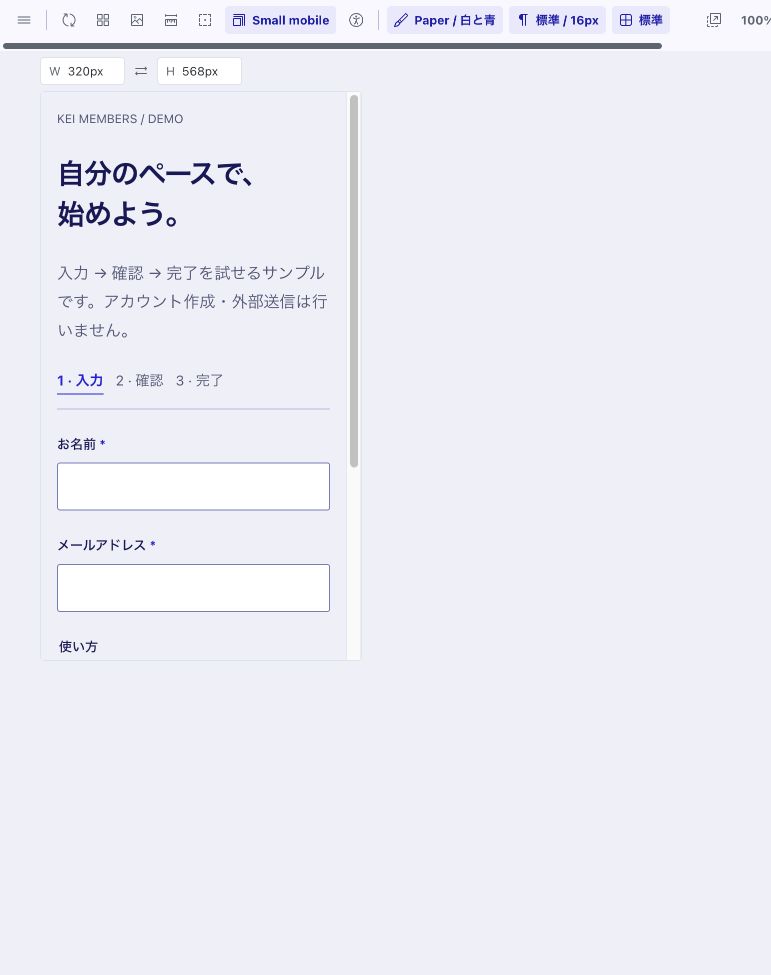 Small mobile
Paper / 白と青
標準 / 16px
標準
W 320px
H 568px
KEI MEMBERS / DEMO
自分のペースで、
始めよう。
入力 → 確認 → 完了を試せるサンプル
です。アカウント作成・外部送信は行
いません。
1 · 入力 2 · 確認 3 · 完了
お名前 *
メールアドレス *
使い方